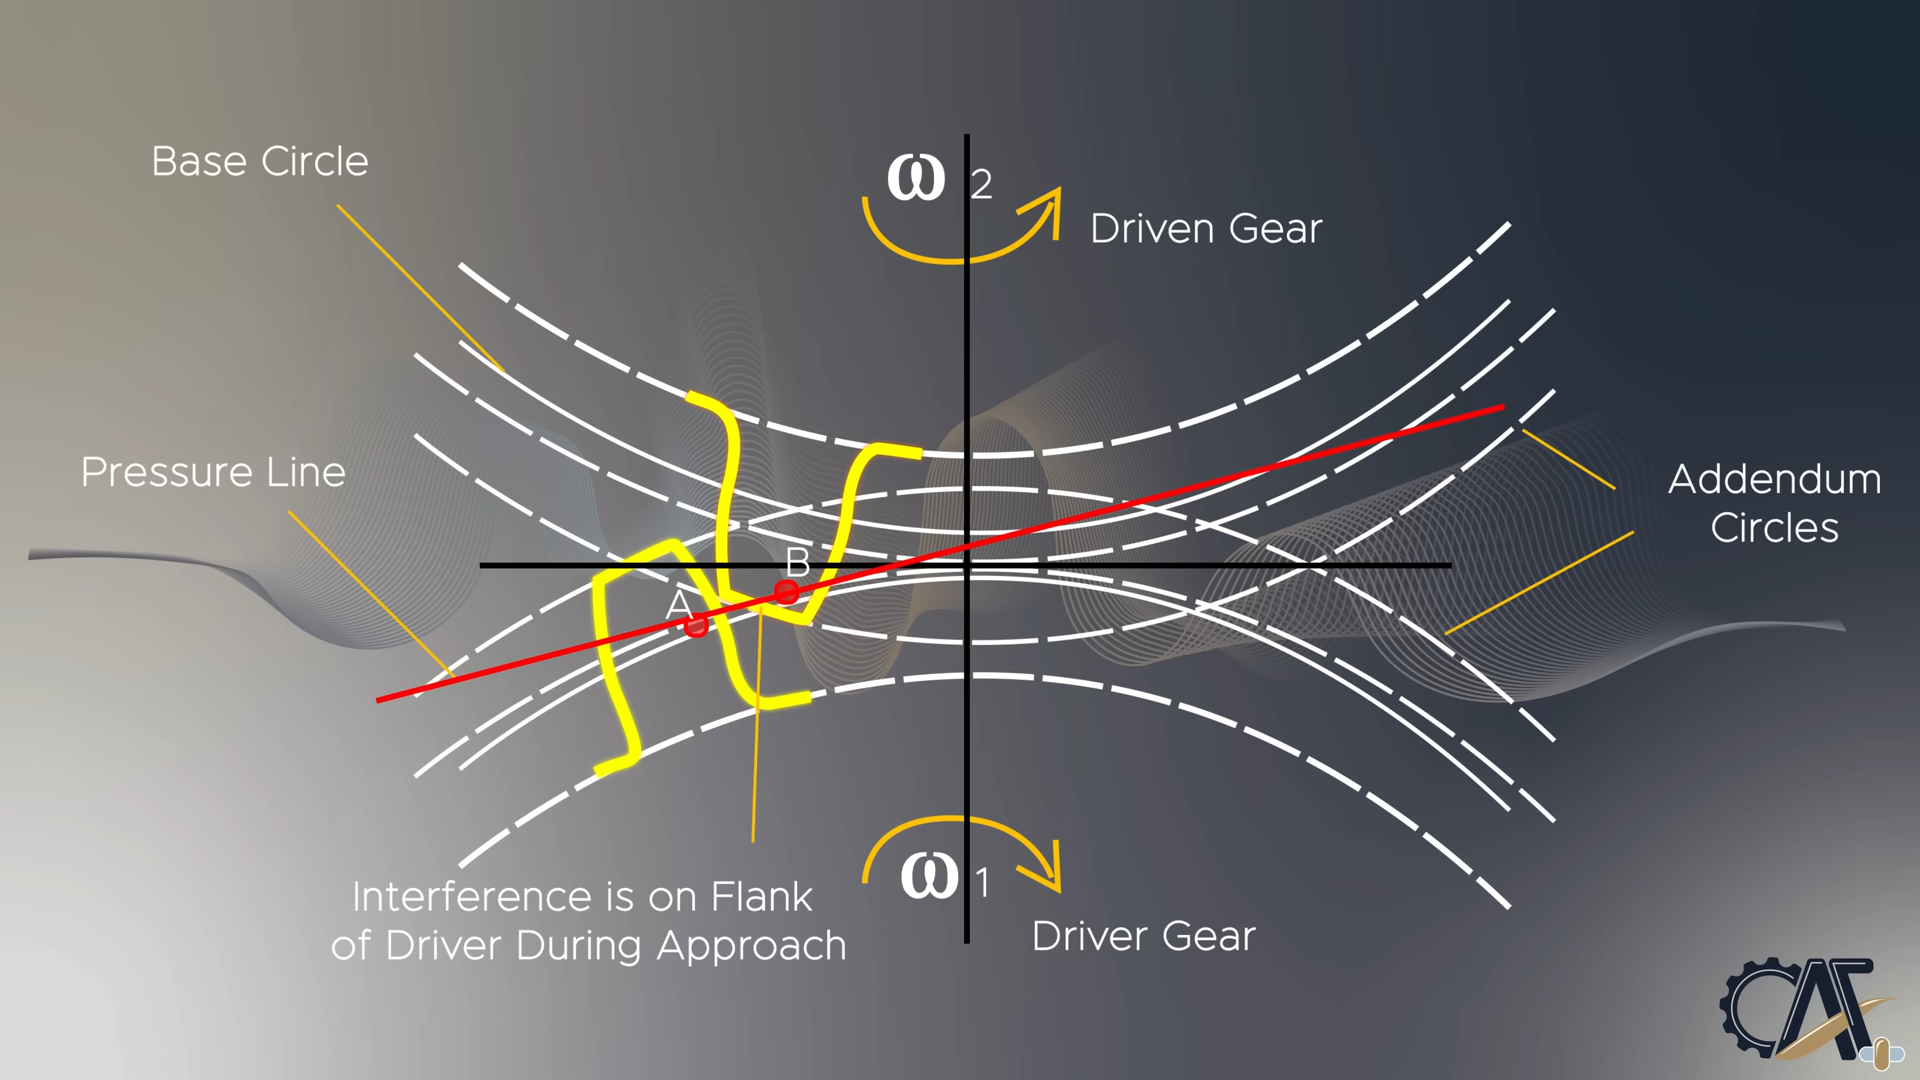 Base Circle
ω 2
Driven Gear
Pressure Line
Addendum
Circles
B
A
Interference is on Flank
of Driver During Approach
ω 1
Driver Gear
CAT